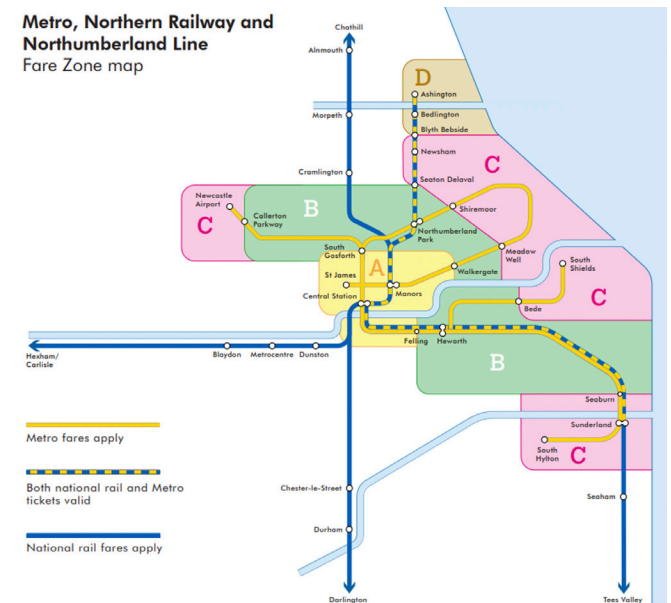 Metro, Northern Railway and
Northumberland Line
Fare Zone map
Chathill
Alnmouth
D
Ashington
Morpeth
Bedlington
Blyth Bebside
Newsham
C
Cramlington
Seaton Delaval
Newcastle
Airport
B
Callerton
Parkway
C
Shiremoor
Northumberland
Park
South
Gosforth
Meadow
Well
A
St James
Walkergate
South
Shields
Central Station
Manors
C
Bede
Felling
Heworth
Hexham/
Carlisle
Blaydon
Metrocentre
Dunston
B
Seaburn
Metro fares apply
Sunderland
South
Hylton
C
Both national rail and Metro
tickets valid
Chester-le-Street
Seaham
Durham
National rail fares apply
Darlington
Tees Valley